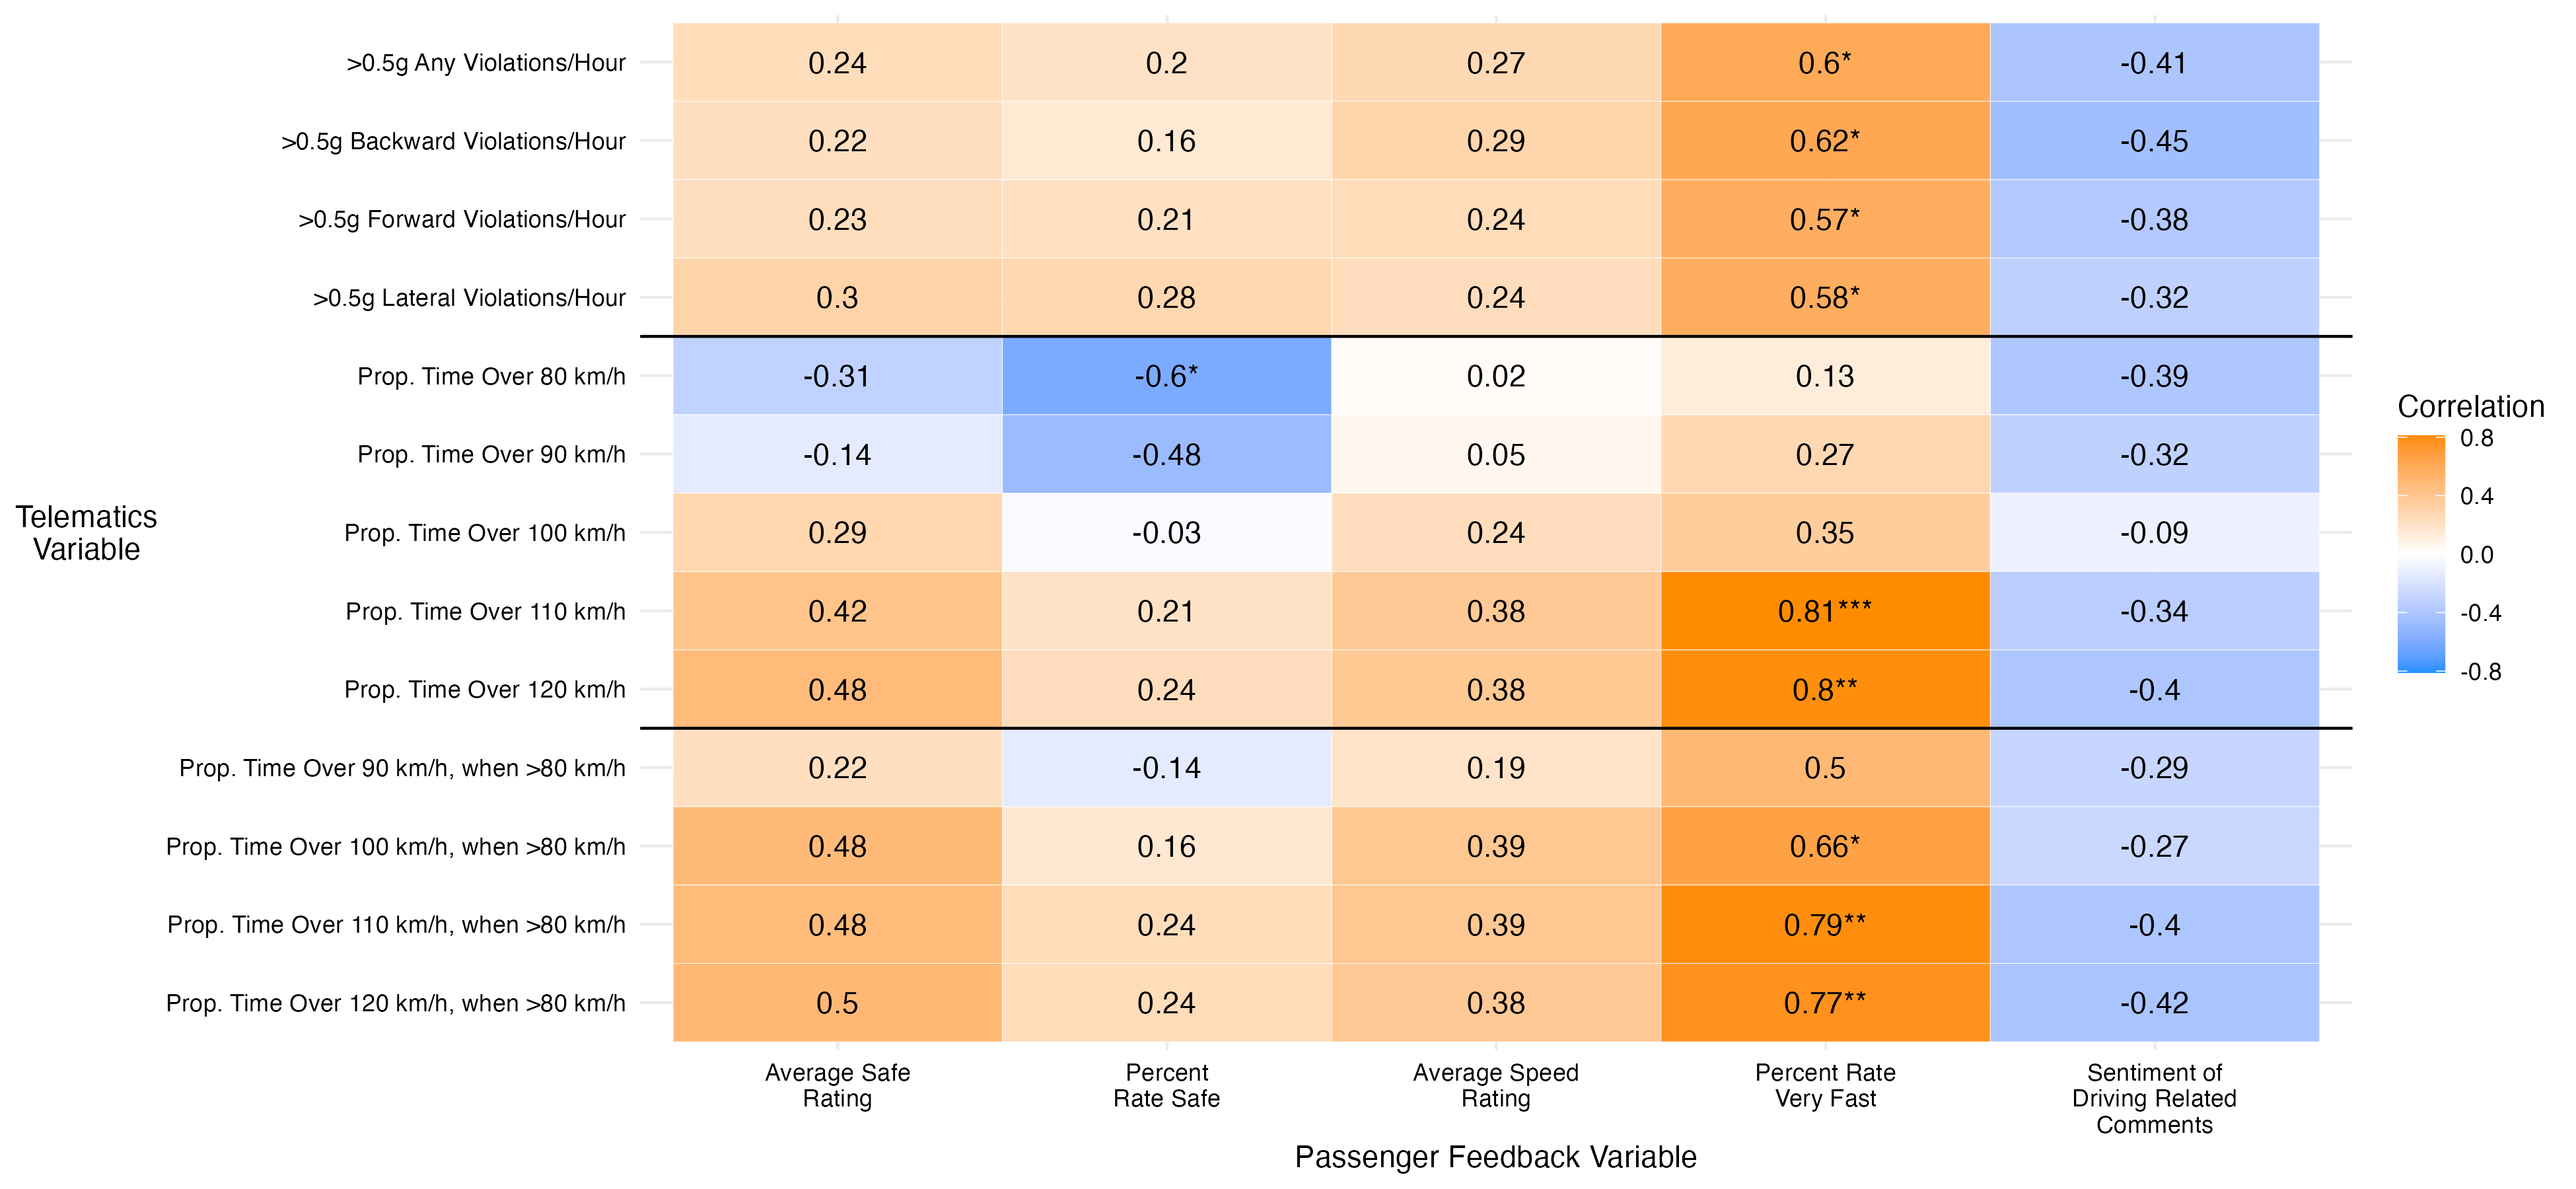 >0.5g Any Violations/Hour 0.24 0.2 0.27 0.6* -0.41
>0.5g Backward Violations/Hour 0.22 0.16 0.29 0.62* -0.45
>0.5g Forward Violations/Hour 0.23 0.21 0.24 0.57* -0.38
>0.5g Lateral Violations/Hour 0.3 0.28 0.24 0.58* -0.32
Prop. Time Over 80 km/h -0.31 -0.6* 0.02 0.13 -0.39
Prop. Time Over 90 km/h -0.14 -0.48 0.05 0.27 -0.32
Prop. Time Over 100 km/h 0.29 -0.03 0.24 0.35 -0.09
Prop. Time Over 110 km/h 0.42 0.21 0.38 0.81*** -0.34
Prop. Time Over 120 km/h 0.48 0.24 0.38 0.8** -0.4
Prop. Time Over 90 km/h, when >80 km/h 0.22 -0.14 0.19 0.5 -0.29
Prop. Time Over 100 km/h, when >80 km/h 0.48 0.16 0.39 0.66* -0.27
Prop. Time Over 110 km/h, when >80 km/h 0.48 0.24 0.39 0.79** -0.4
Prop. Time Over 120 km/h, when >80 km/h 0.5 0.24 0.38 0.77** -0.42
Telematics
Variable
Average Safe
Rating
Percent
Rate Safe
Average Speed
Rating
Percent Rate
Very Fast
Sentiment of
Driving Related
Comments
Passenger Feedback Variable
Correlation
0.8
0.4
0.0
-0.4
-0.8